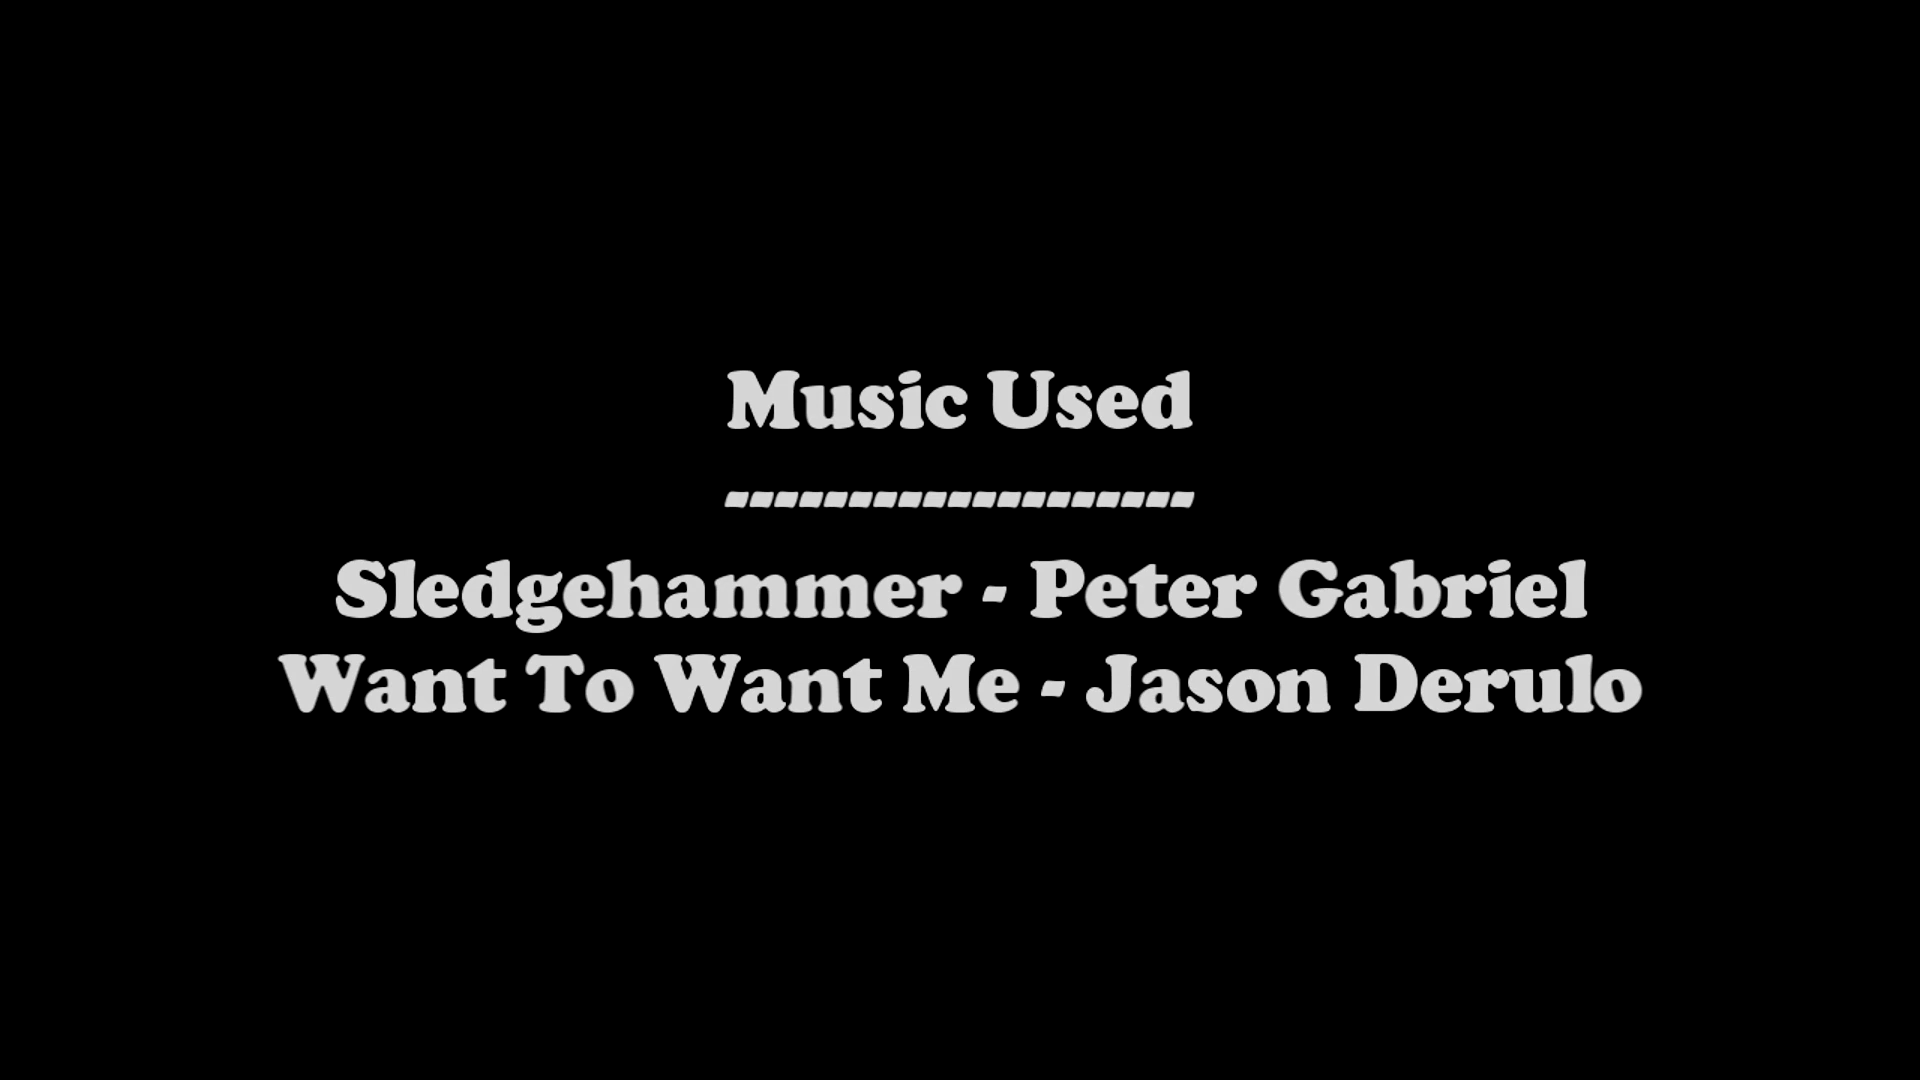 Music Used
-------------------
Sledgehammer - Peter Gabriel
Want To Want Me - Jason Derulo